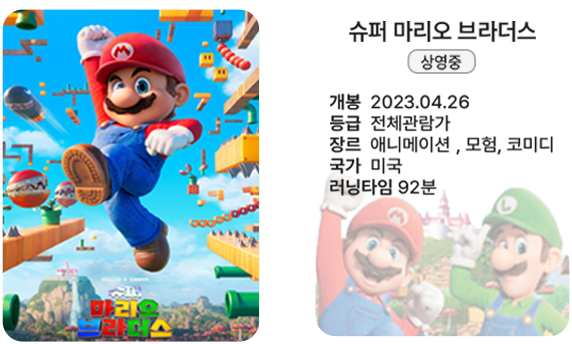 슈퍼
마리오
브라더스
슈퍼 마리오 브라더스
상영중
개봉 2023.04.26
등급 전체관람가
장르 애니메이션 , 모험, 코미디
국가 미국
러닝타임 92분